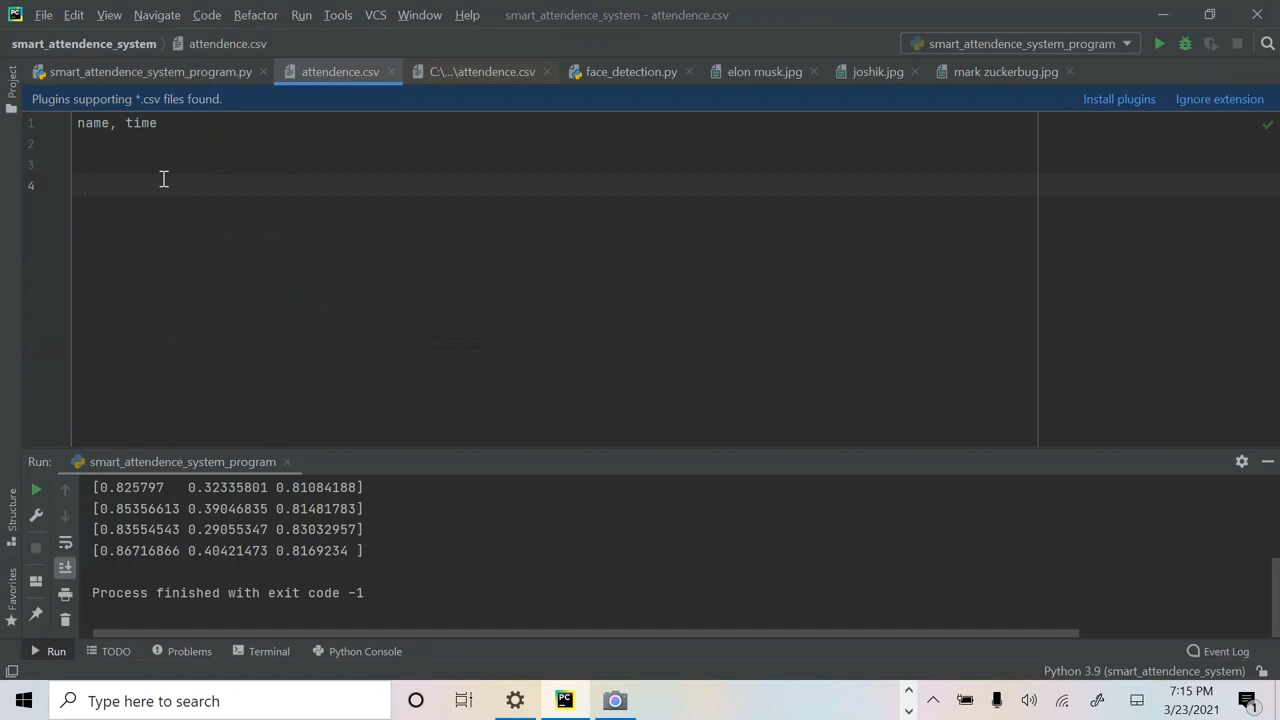 File Edit View Navigate Code Refactor Run Tools VCS Window Help smart_attendence_system - attendence.csv
smart_attendence_system attendence.csv smart_attendence_system_program
smart_attendence_system_program.py attendence.csv C:\...\attendence.csv face_detection.py elon musk.jpg joshik.jpg mark zuckerbug.jpg
Plugins supporting *.csv files found. Install plugins Ignore extension
1 name, time
2
3
4
Project
Run: smart_attendence_system_program
[0.825797   0.32335801 0.81084188]
[0.85356613 0.39046835 0.81481783]
[0.83554543 0.29055347 0.83032957]
[0.86716866 0.40421473 0.8169234 ]
Process finished with exit code -1
Structure
Favorites
Run TODO Problems Terminal Python Console Event Log
Python 3.9 (smart_attendence_system)
Type here to search
7:15 PM
3/23/2021
1